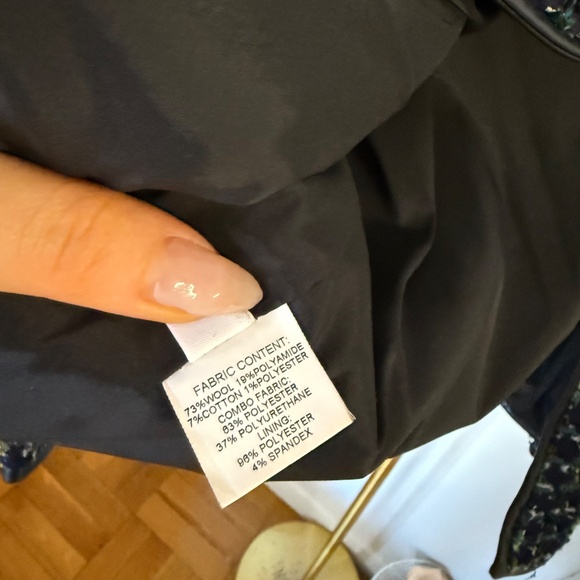 FABRIC CONTENT:
73%WOOL 19%POLYAMIDE
7%COTTON 1%POLYESTER
COMBO FABRIC:
63% POLYESTER
37% POLYURETHANE
LINING:
96% POLYESTER
4% SPANDEX